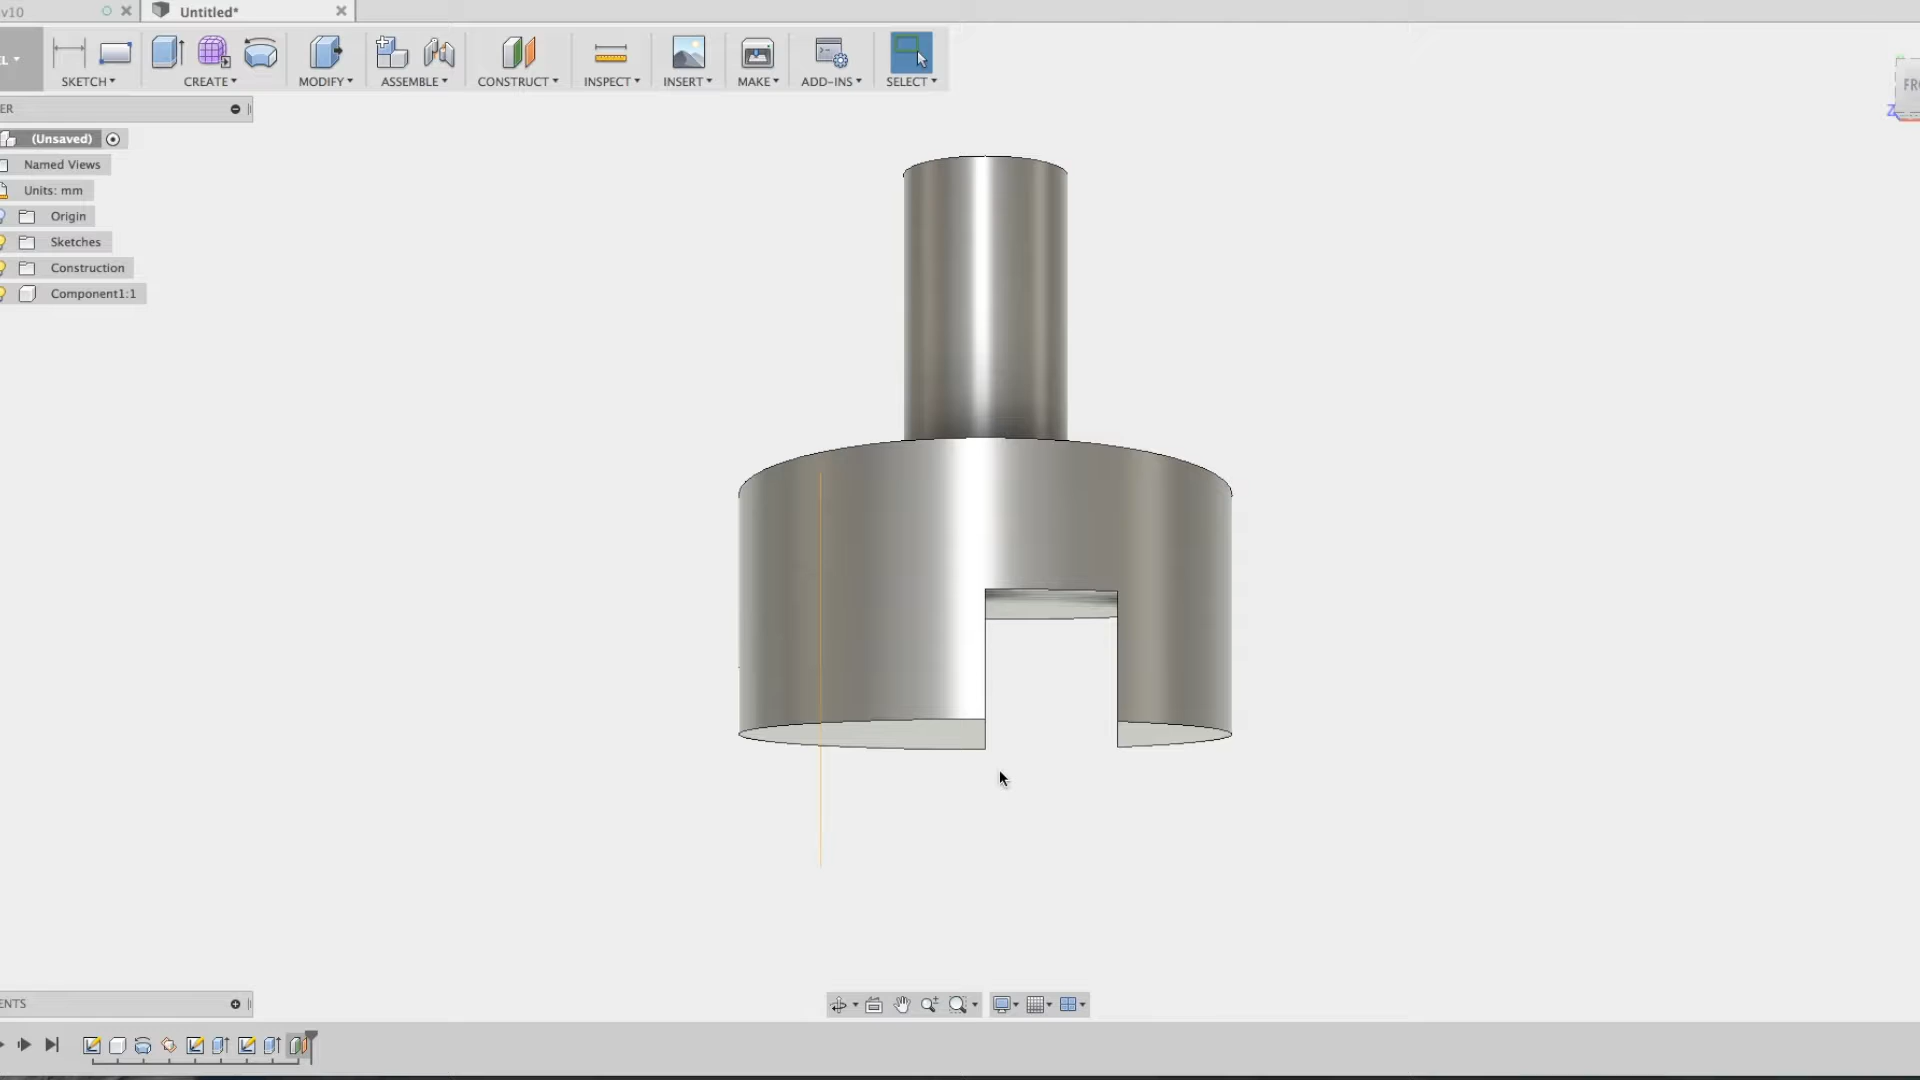 v10
Untitled*
SKETCH
CREATE
MODIFY
ASSEMBLE
CONSTRUCT
INSPECT
INSERT
MAKE
ADD-INS
SELECT
L
ER
(Unsaved)
Named Views
Units: mm
Origin
Sketches
Construction
Component1:1
FRO
Z
ENTS